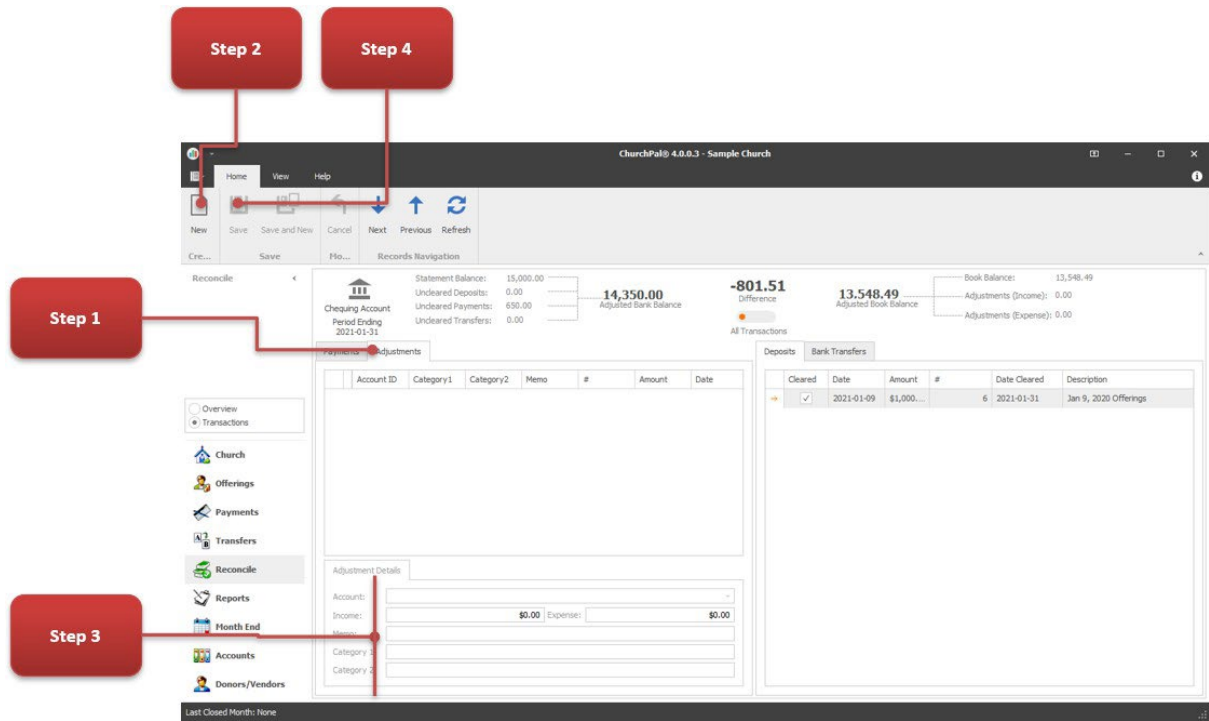 Step 2
Step 4
ChurchPal® 4.0.0.3 - Sample Church
Home View Help
New Save Save and New Cancel Next Previous Refresh
Cre... Save Mo... Records Navigation
Reconcile
Step 1
Chequing Account
Period Ending
2021-01-31
Statement Balance: 15,000.00
Uncleared Deposits: 0.00
Uncleared Payments: 650.00
Uncleared Transfers: 0.00
14,350.00
Adjusted Bank Balance
-801.51
Difference
All Transactions
13,548.49
Adjusted Book Balance
Book Balance: 13,548.49
Adjustments (Income): 0.00
Adjustments (Expense): 0.00
Payments Adjustments
Deposits Bank Transfers
Account ID Category1 Category2 Memo # Amount Date
Cleared Date Amount # Date Cleared Description
2021-01-09 $1,000... 6 2021-01-31 Jan 9, 2020 Offerings
Overview
Transactions
Church
Offerings
Payments
Transfers
Reconcile
Reports
Month End
Accounts
Donors/Vendors
Step 3
Adjustment Details
Account:
Income: $0.00 Expense: $0.00
Memo:
Category 1
Category 2
Last Closed Month: None